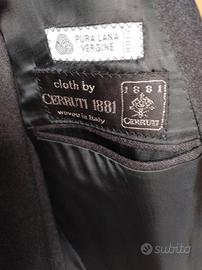 PURA LANA
VERGINE
cloth by
CERRUTI 1881
woven in Italy
1881
CERRUTI
subito